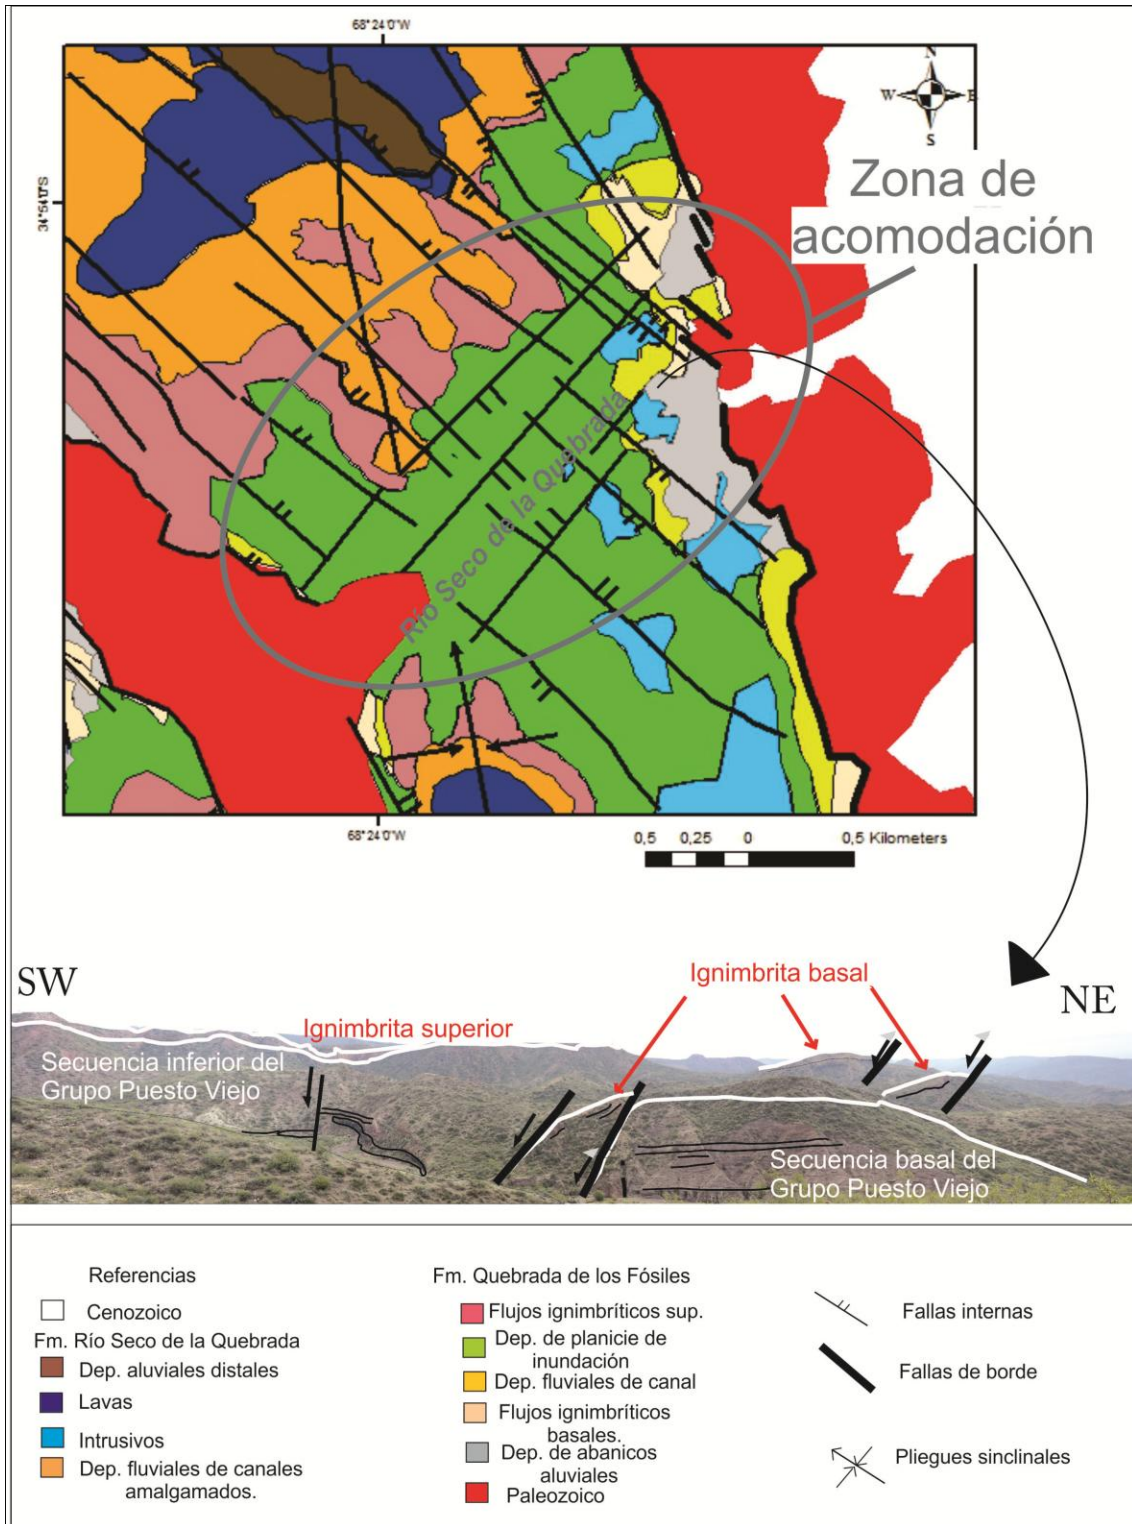 68°24'0"W
N
W
E
S
34°54'0"S
Zona de
acomodación
Río Seco de la Quebrada
68°24'0"W
0,5 0,25 0 0,5 Kilometers
SW
NE
Ignimbrita basal
Ignimbrita superior
Secuencia inferior del
Grupo Puesto Viejo
Secuencia basal del
Grupo Puesto Viejo
Referencias
Cenozoico
Fm. Río Seco de la Quebrada
Dep. aluviales distales
Lavas
Intrusivos
Dep. fluviales de canales
amalgamados.
Fm. Quebrada de los Fósiles
Flujos ignimbríticos sup.
Dep. de planicie de
inundación
Dep. fluviales de canal
Flujos ignimbríticos
basales.
Dep. de abanicos
aluviales
Paleozoico
Fallas internas
Fallas de borde
Pliegues sinclinales